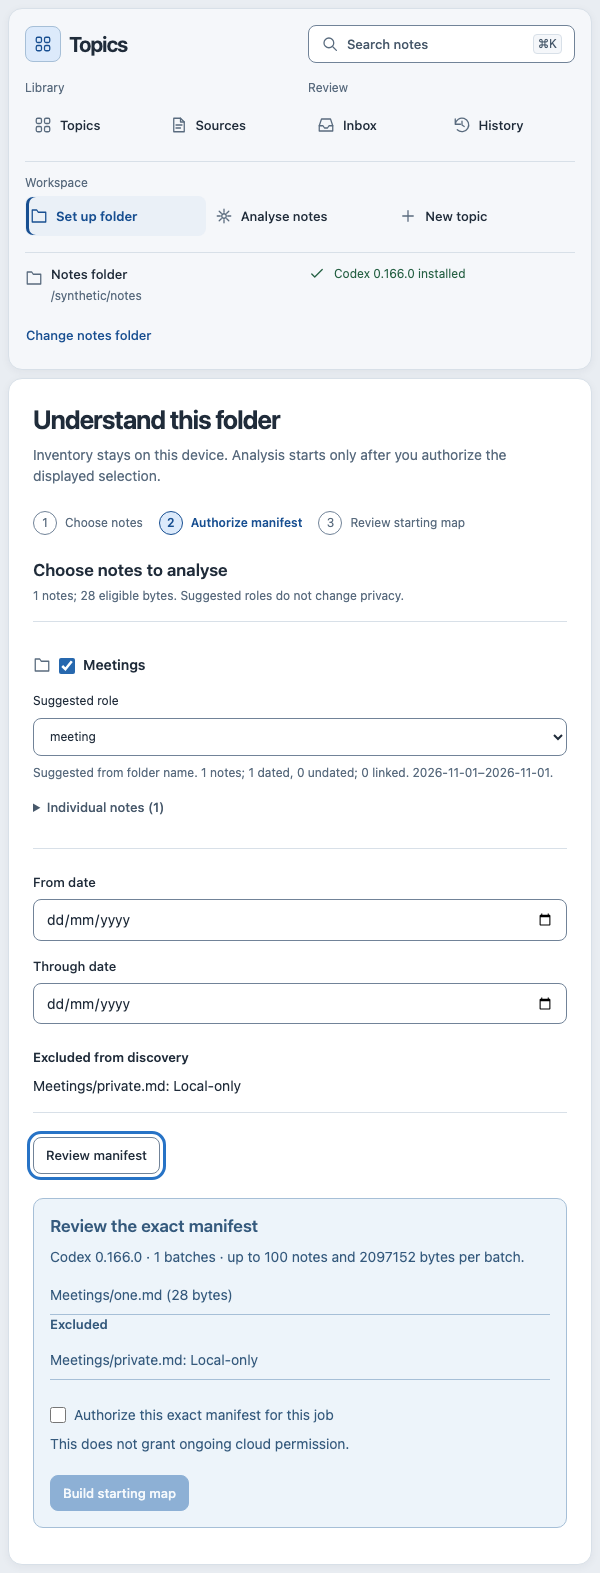 Topics
Search notes
⌘K
Library
Review
Topics
Sources
Inbox
History
Workspace
Set up folder
Analyse notes
New topic
Notes folder
/synthetic/notes
Codex 0.166.0 installed
Change notes folder
Understand this folder
Inventory stays on this device. Analysis starts only after you authorize the
displayed selection.
1 Choose notes
2 Authorize manifest
3 Review starting map
Choose notes to analyse
1 notes; 28 eligible bytes. Suggested roles do not change privacy.
Meetings
Suggested role
meeting
Suggested from folder name. 1 notes; 1 dated, 0 undated; 0 linked. 2026-11-01–2026-11-01.
Individual notes (1)
From date
dd/mm/yyyy
Through date
dd/mm/yyyy
Excluded from discovery
Meetings/private.md: Local-only
Review manifest
Review the exact manifest
Codex 0.166.0 · 1 batches · up to 100 notes and 2097152 bytes per batch.
Meetings/one.md (28 bytes)
Excluded
Meetings/private.md: Local-only
Authorize this exact manifest for this job
This does not grant ongoing cloud permission.
Build starting map